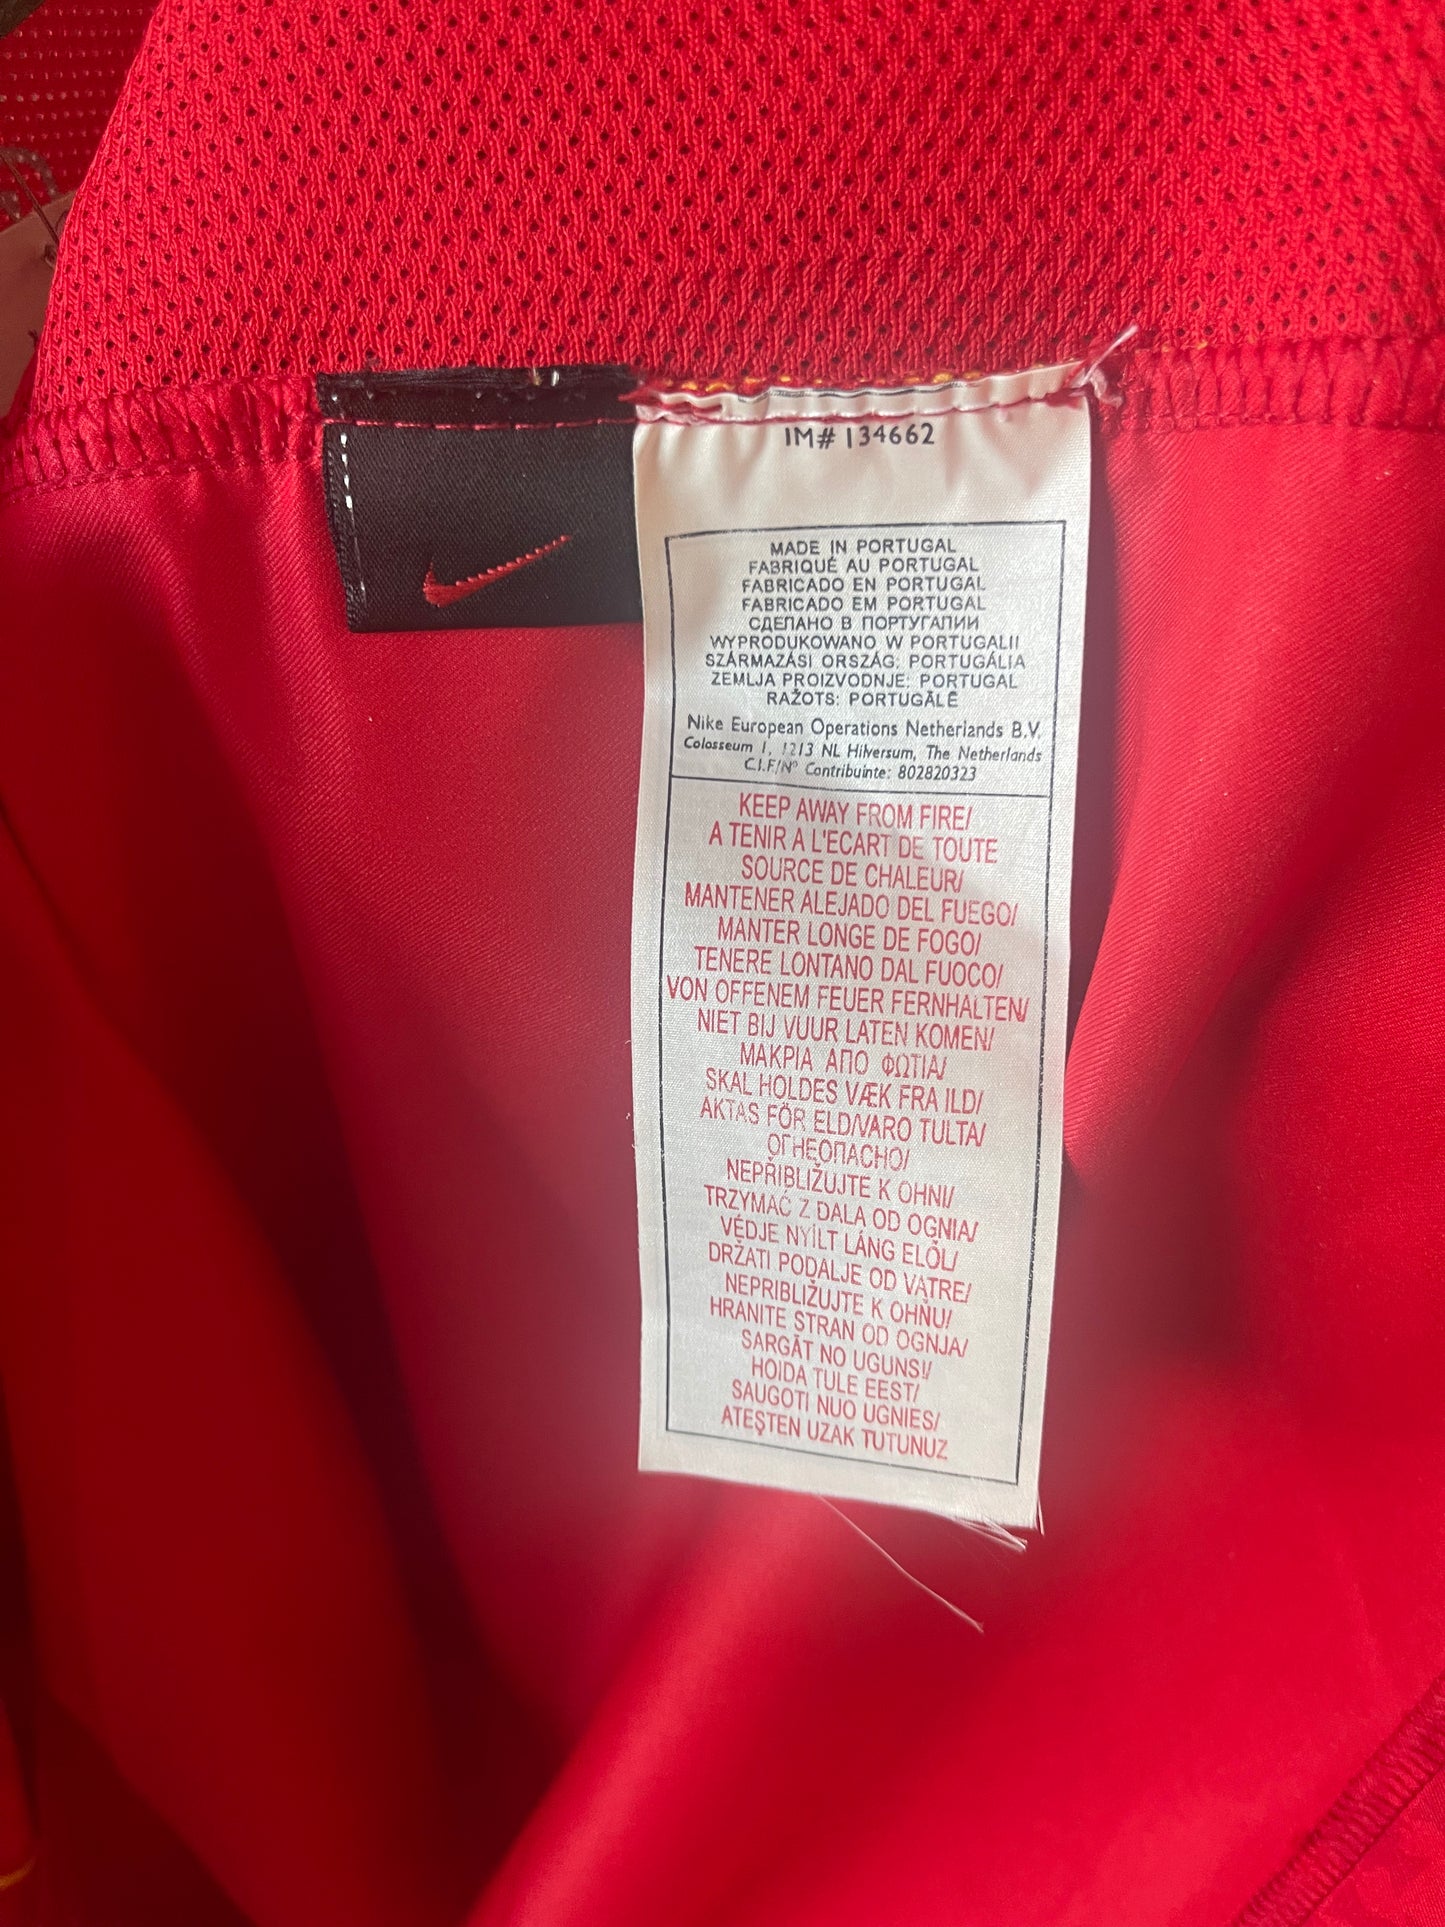 IM# 134662
MADE IN PORTUGAL
FABRIQUÉ AU PORTUGAL
FABRICADO EN PORTUGAL
FABRICADO EM PORTUGAL
СДЕЛАНО В ПОРТУГАЛИИ
WYPRODUKOWANO W PORTUGALII
SZÁRMAZÁSI ORSZÁG: PORTUGÁLIA
ZEMLJA PROIZVODNJE: PORTUGAL
RAŽOTS: PORTUGĀLĒ
Nike European Operations Netherlands B.V.
Colosseum 1, 1213 NL Hilversum, The Netherlands
C.I.F/Nº Contribuinte: 802820323
KEEP AWAY FROM FIRE/
A TENIR A L'ECART DE TOUTE
SOURCE DE CHALEUR/
MANTENER ALEJADO DEL FUEGO/
MANTER LONGE DE FOGO/
TENERE LONTANO DAL FUOCO/
VON OFFENEM FEUER FERNHALTEN/
NIET BIJ VUUR LATEN KOMEN/
ΜΑΚΡΙΑ ΑΠΟ ΦΩΤΙΑ/
SKAL HOLDES VÆK FRA ILD/
AKTAS FÖR ELD/VARO TULTA/
ОГНЕОПАСНО/
NEPŘIBLIŽUJTE K OHNI/
TRZYMAĆ Z DALA OD OGNIA/
VÉDJE NYÍLT LÁNG ELŐL/
DRŽATI PODALJE OD VATRE/
NEPRIBLIŽUJTE K OHŇU/
HRANITE STRAN OD OGNJA/
SARGĀT NO UGUNS!/
HOIDA TULE EEST/
SAUGOTI NUO UGNIES/
ATEŞTEN UZAK TUTUNUZ